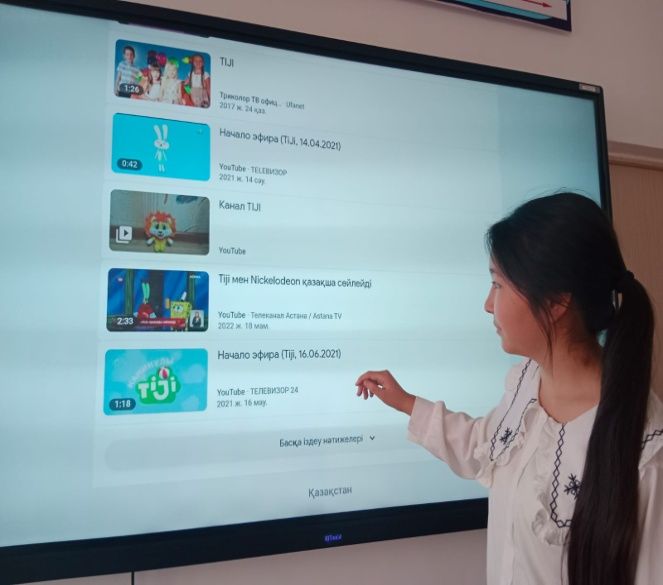 TIJI
1:26
Триколор ТВ офиц... · Ufanet
2017 ж. 24 қаз.
Начало эфира (TiJi, 14.04.2021)
0:42
YouTube · ТЕЛЕВИЗОР
2021 ж. 14 сәу.
Канал TIJI
YouTube
Tiji мен Nickelodeon қазақша сөйлейді
2:33
YouTube · Телеканал Астана / Astana TV
2022 ж. 18 мам.
Начало эфира (Tiji, 16.06.2021)
КАНИКУЛЫ
TiJi
1:18
YouTube · ТЕЛЕВИЗОР 24
2021 ж. 16 мау.
Басқа іздеу нәтижелері
Қазақстан